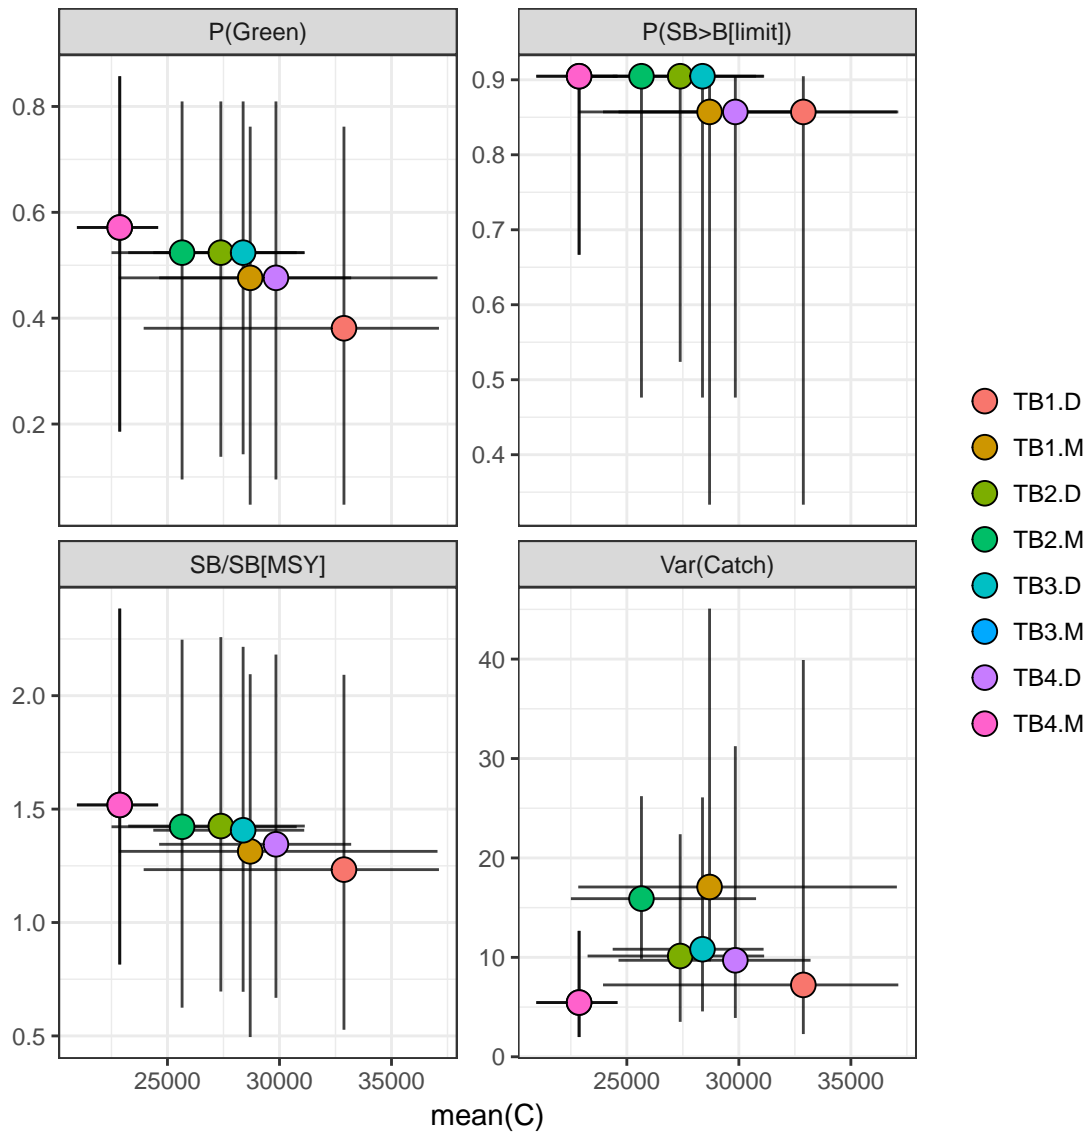 P(Green)
P(SB>B[limit])
0.8
0.6
0.4
0.2
0.9
0.8
0.7
0.6
0.5
0.4
SB/SB[MSY]
Var(Catch)
2.0
1.5
1.0
0.5
40
30
20
10
0
25000 30000 35000
25000 30000 35000
mean(C)
TB1.D
TB1.M
TB2.D
TB2.M
TB3.D
TB3.M
TB4.D
TB4.M